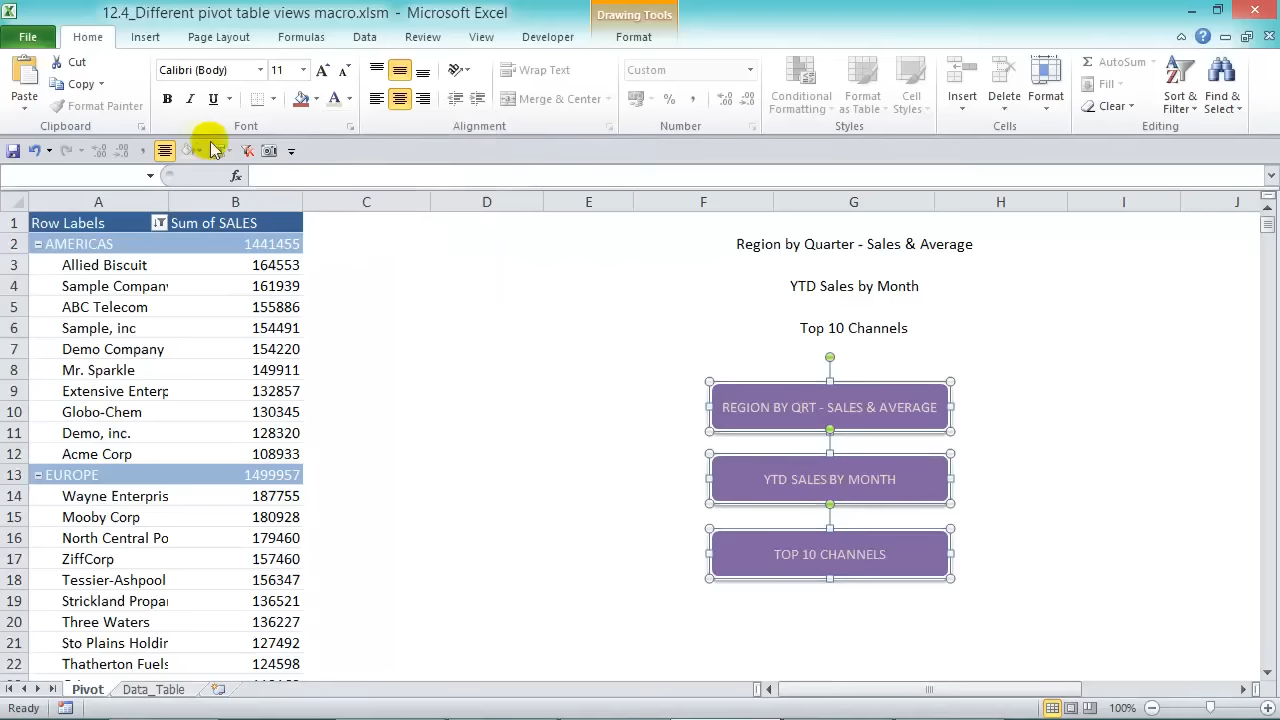 12.4_Different pivot table views macro.xlsm - Microsoft Excel
Drawing Tools
File Home Insert Page Layout Formulas Data Review View Developer Format
Cut
Copy
Format Painter
Paste
Clipboard
Calibri (Body) 11
B I U A
Font
Wrap Text
Merge & Center
Alignment
Custom
%
Number
Conditional Formatting
Format as Table
Cell Styles
Styles
Insert Delete Format
Cells
AutoSum
Fill
Clear
Sort & Filter
Find & Select
Editing
fx
A B C D E F G H I J
1 Row Labels Sum of SALES
2 AMERICAS 1441455 Region by Quarter - Sales & Average
3 Allied Biscuit 164553
4 Sample Company 161939 YTD Sales by Month
5 ABC Telecom 155886
6 Sample, inc 154491 Top 10 Channels
7 Demo Company 154220
8 Mr. Sparkle 149911
9 Extensive Enterp 132857
10 Globo-Chem 130345 REGION BY QRT - SALES & AVERAGE
11 Demo, inc. 128320
12 Acme Corp 108933
13 EUROPE 1499957 YTD SALES BY MONTH
14 Wayne Enterpris 187755
15 Mooby Corp 180928
16 North Central Po 179460
17 ZiffCorp 157460 TOP 10 CHANNELS
18 Tessier-Ashpool 156347
19 Strickland Propa 136521
20 Three Waters 136227
21 Sto Plains Holdin 127492
22 Thatherton Fuels 124598
Pivot Data_Table
Ready 100%